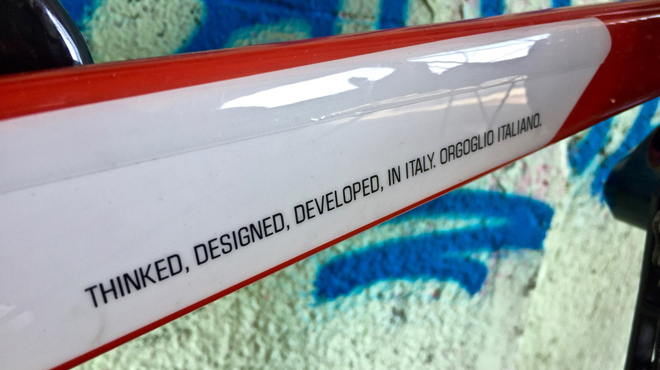 THINKED, DESIGNED, DEVELOPED, IN ITALY. ORGOGLIO ITALIANO.